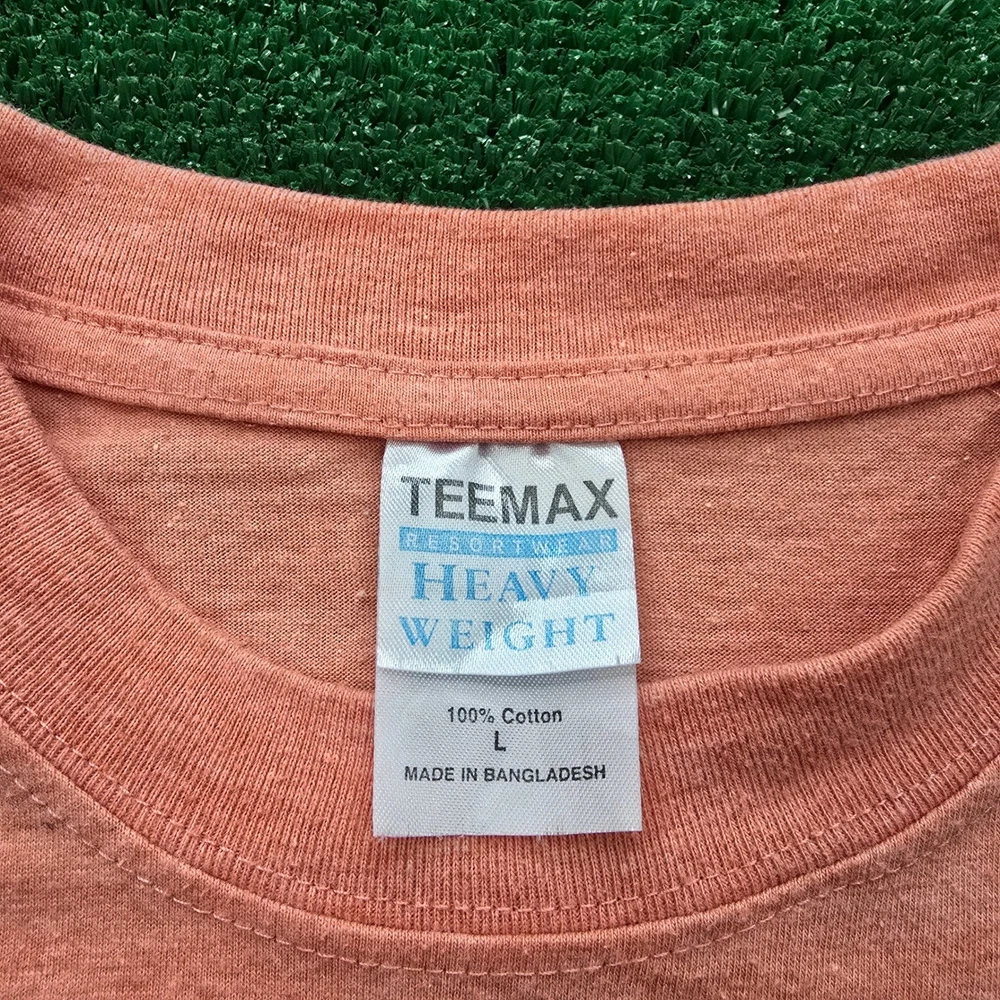 TEEMAX
RESORTWEAR
HEAVY
WEIGHT
100% Cotton
L
MADE IN BANGLADESH